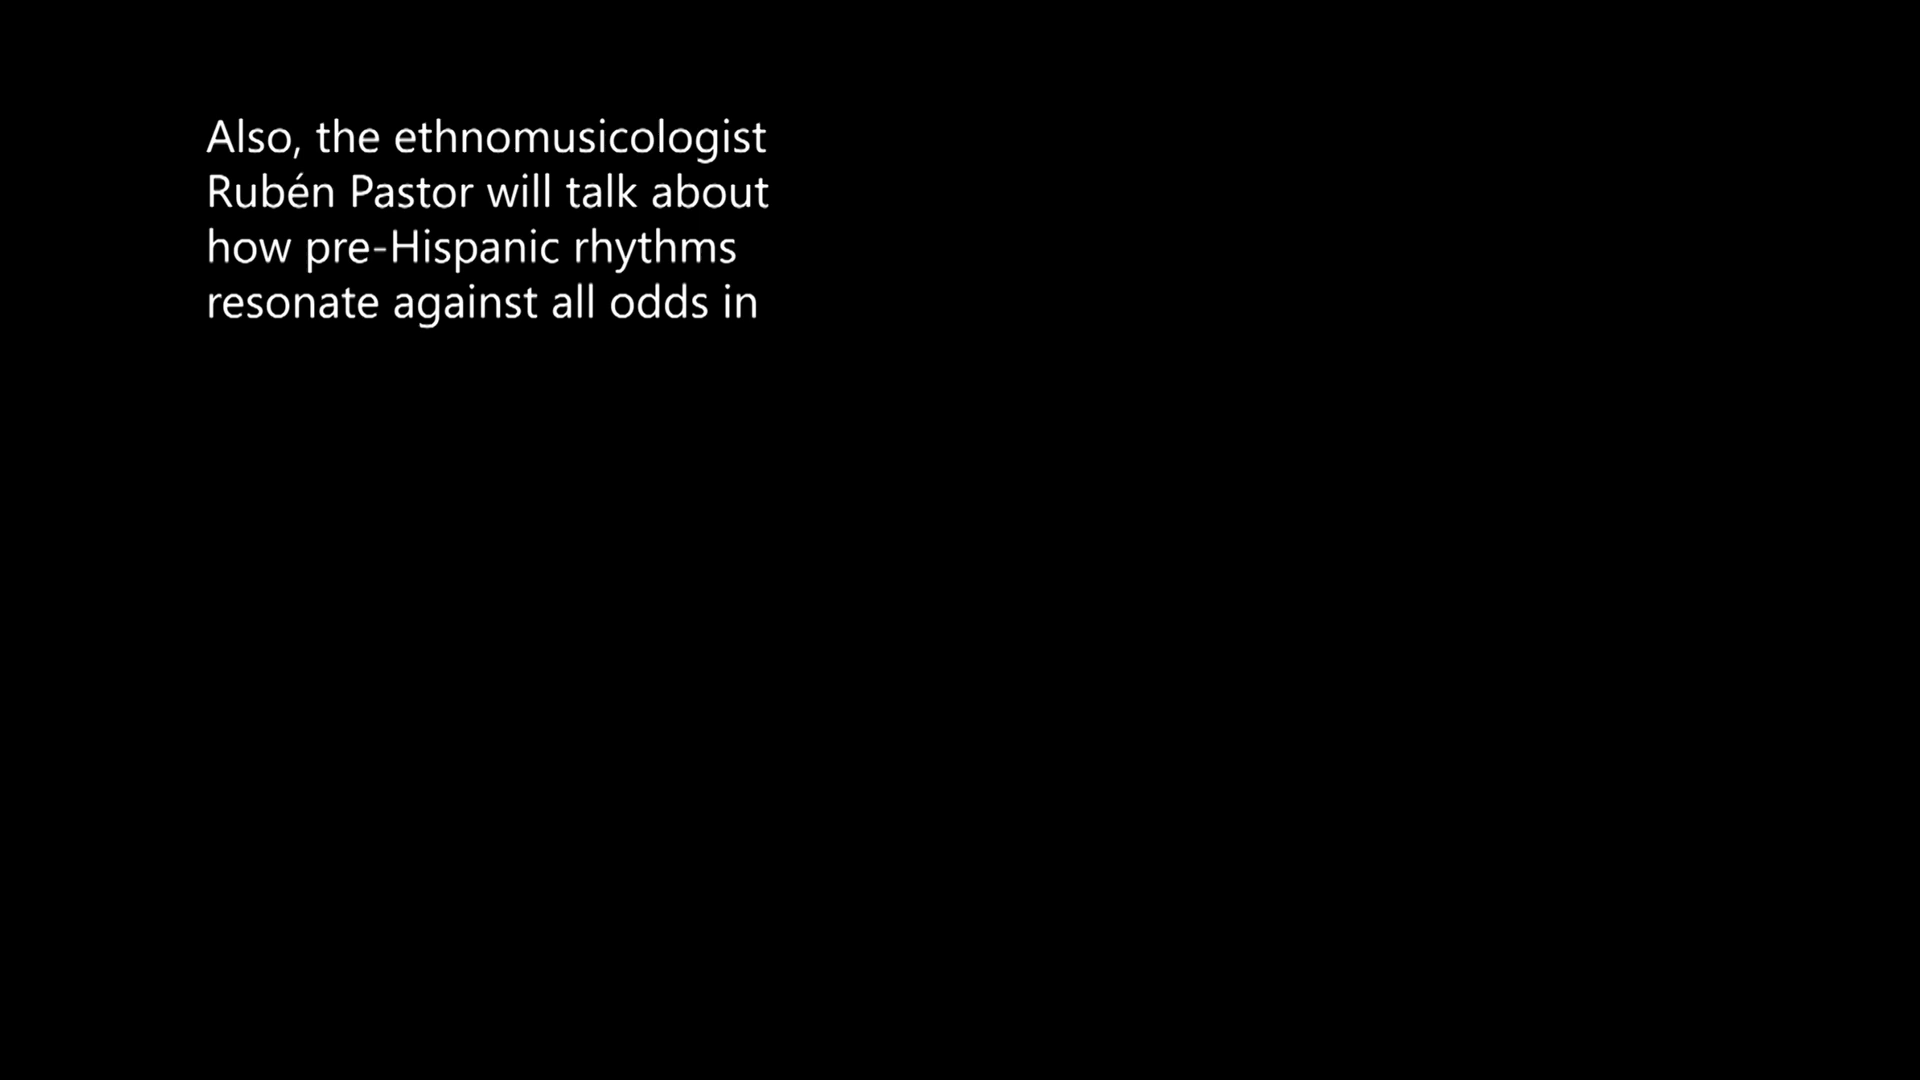 Also, the ethnomusicologist
Rubén Pastor will talk about
how pre-Hispanic rhythms
resonate against all odds in